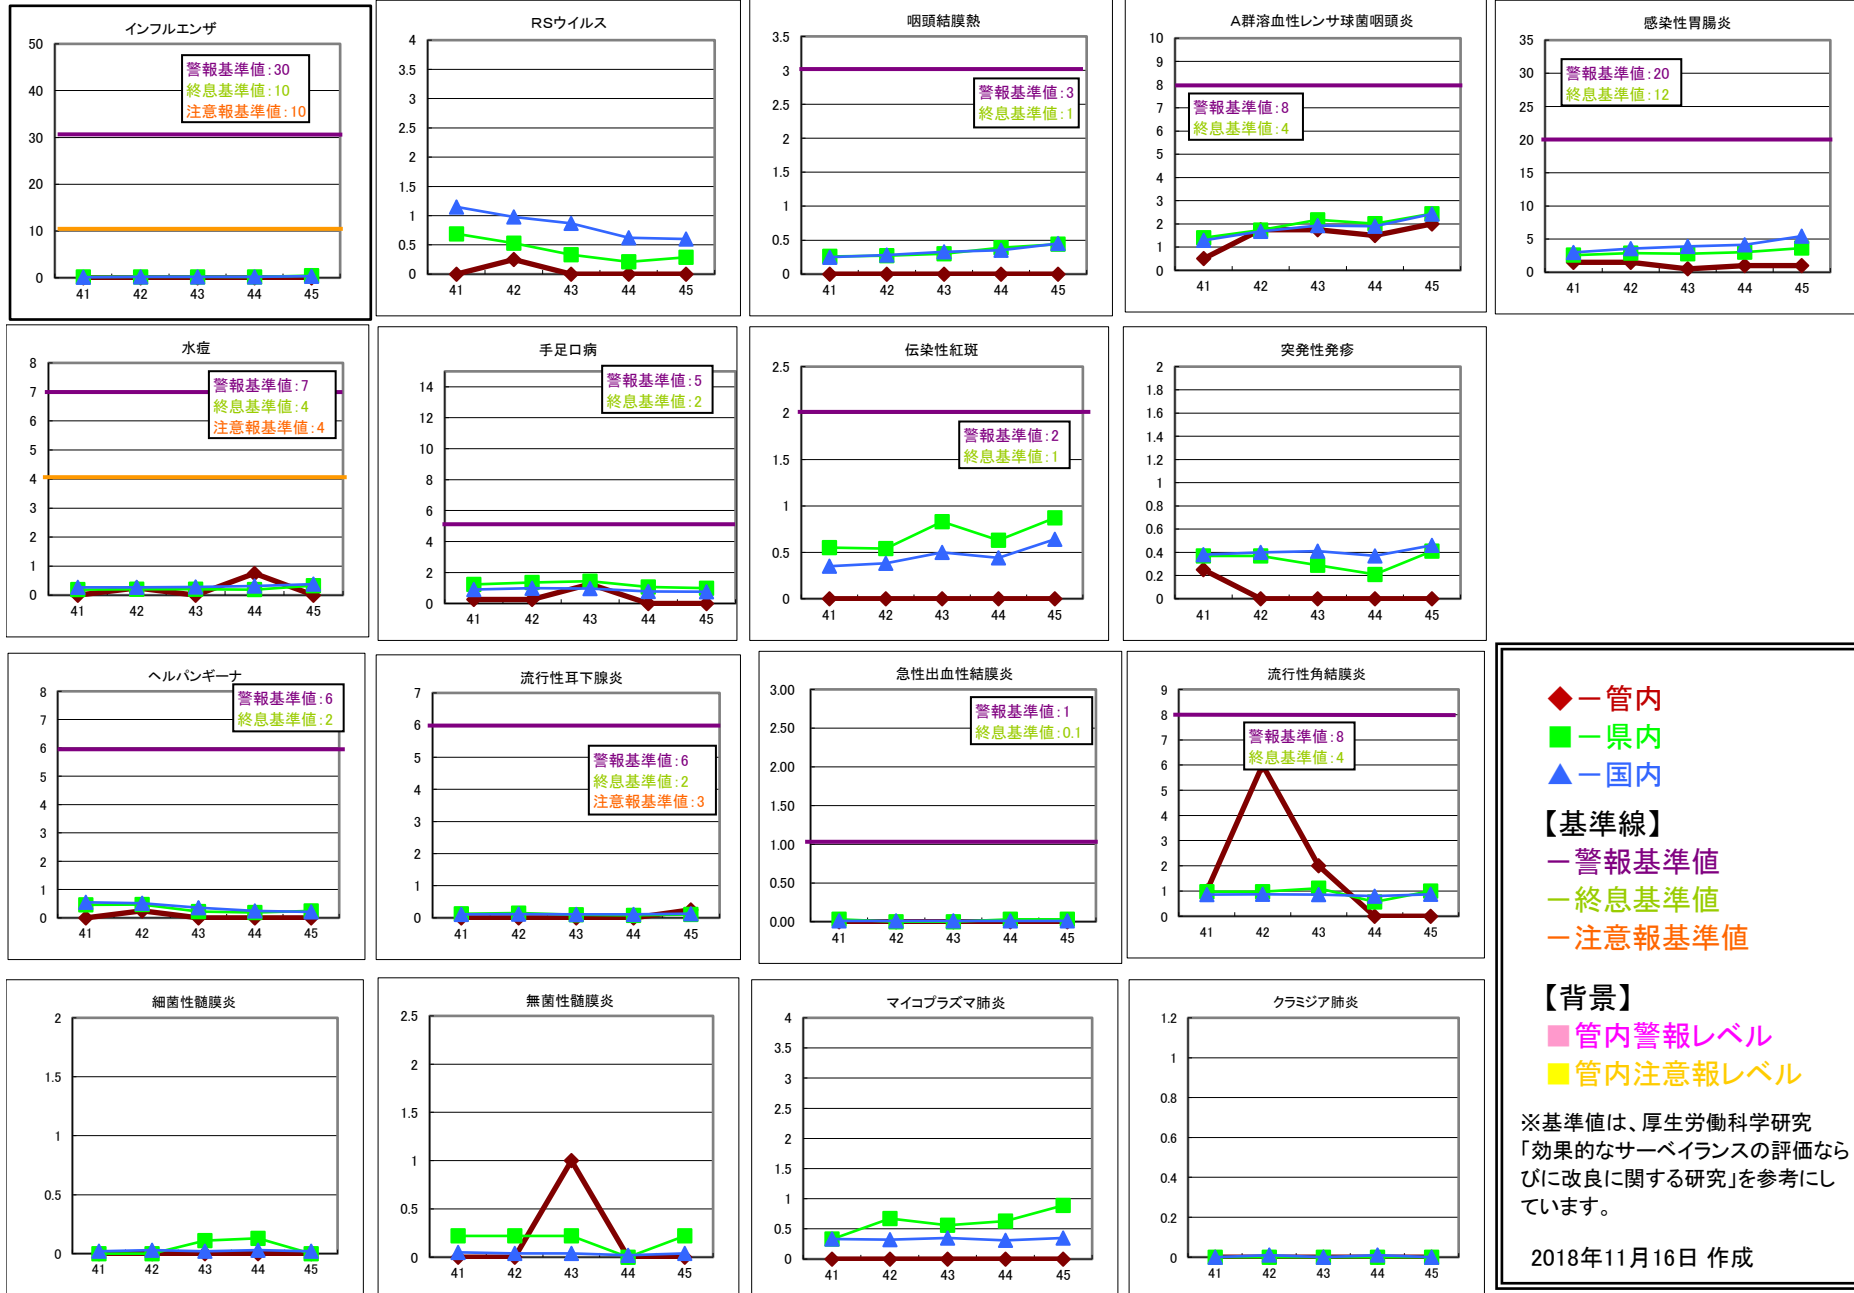 インフルエンザ
50
40
30
20
10
0
警報基準値:30
終息基準値:10
注意報基準値:10
41 42 43 44 45
RSウイルス
4
3.5
3
2.5
2
1.5
1
0.5
0
41 42 43 44 45
咽頭結膜熱
3.5
3
2.5
2
1.5
1
0.5
0
警報基準値:3
終息基準値:1
41 42 43 44 45
A群溶血性レンサ球菌咽頭炎
10
9
8
7
6
5
4
3
2
1
0
警報基準値:8
終息基準値:4
41 42 43 44 45
感染性胃腸炎
35
30
25
20
15
10
5
0
警報基準値:20
終息基準値:12
41 42 43 44 45
水痘
8
7
6
5
4
3
2
1
0
警報基準値:7
終息基準値:4
注意報基準値:4
41 42 43 44 45
手足口病
14
12
10
8
6
4
2
0
警報基準値:5
終息基準値:2
41 42 43 44 45
伝染性紅斑
2.5
2
1.5
1
0.5
0
警報基準値:2
終息基準値:1
41 42 43 44 45
突発性発疹
2
1.8
1.6
1.4
1.2
1
0.8
0.6
0.4
0.2
0
41 42 43 44 45
ヘルパンギーナ
8
7
6
5
4
3
2
1
0
警報基準値:6
終息基準値:2
41 42 43 44 45
流行性耳下腺炎
7
6
5
4
3
2
1
0
警報基準値:6
終息基準値:2
注意報基準値:3
41 42 43 44 45
急性出血性結膜炎
3.00
2.50
2.00
1.50
1.00
0.50
0.00
警報基準値:1
終息基準値:0.1
41 42 43 44 45
流行性角結膜炎
9
8
7
6
5
4
3
2
1
0
警報基準値:8
終息基準値:4
41 42 43 44 45
細菌性髄膜炎
2
1.5
1
0.5
0
41 42 43 44 45
無菌性髄膜炎
2.5
2
1.5
1
0.5
0
41 42 43 44 45
マイコプラズマ肺炎
4
3.5
3
2.5
2
1.5
1
0.5
0
41 42 43 44 45
クラミジア肺炎
1.2
1
0.8
0.6
0.4
0.2
0
41 42 43 44 45
◆－管内
■－県内
▲－国内
【基準線】
－警報基準値
－終息基準値
－注意報基準値
【背景】
■管内警報レベル
■管内注意報レベル
※基準値は、厚生労働科学研究
「効果的なサーベイランスの評価なら
びに改良に関する研究」を参考にし
ています。
2018年11月16日 作成